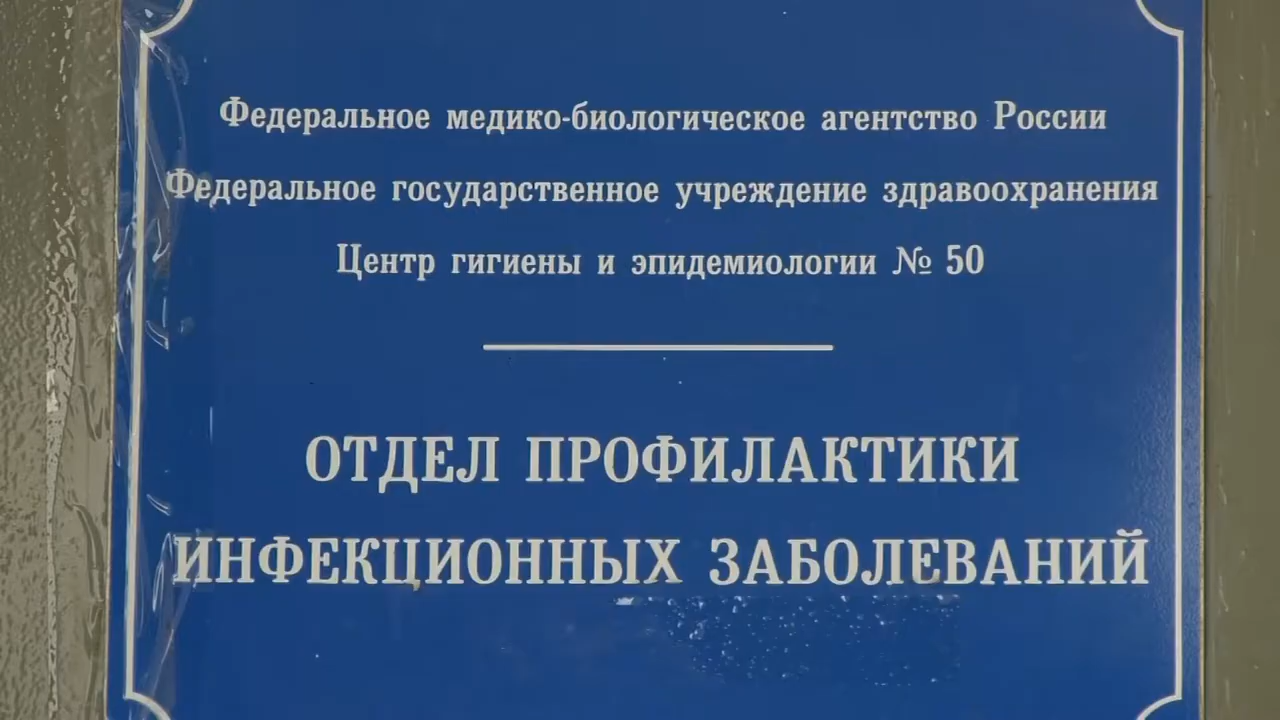 Федеральное медико-биологическое агентство России
Федеральное государственное учреждение здравоохранения
Центр гигиены и эпидемиологии № 50
ОТДЕЛ ПРОФИЛАКТИКИ
ИНФЕКЦИОННЫХ ЗАБОЛЕВАНИЙ